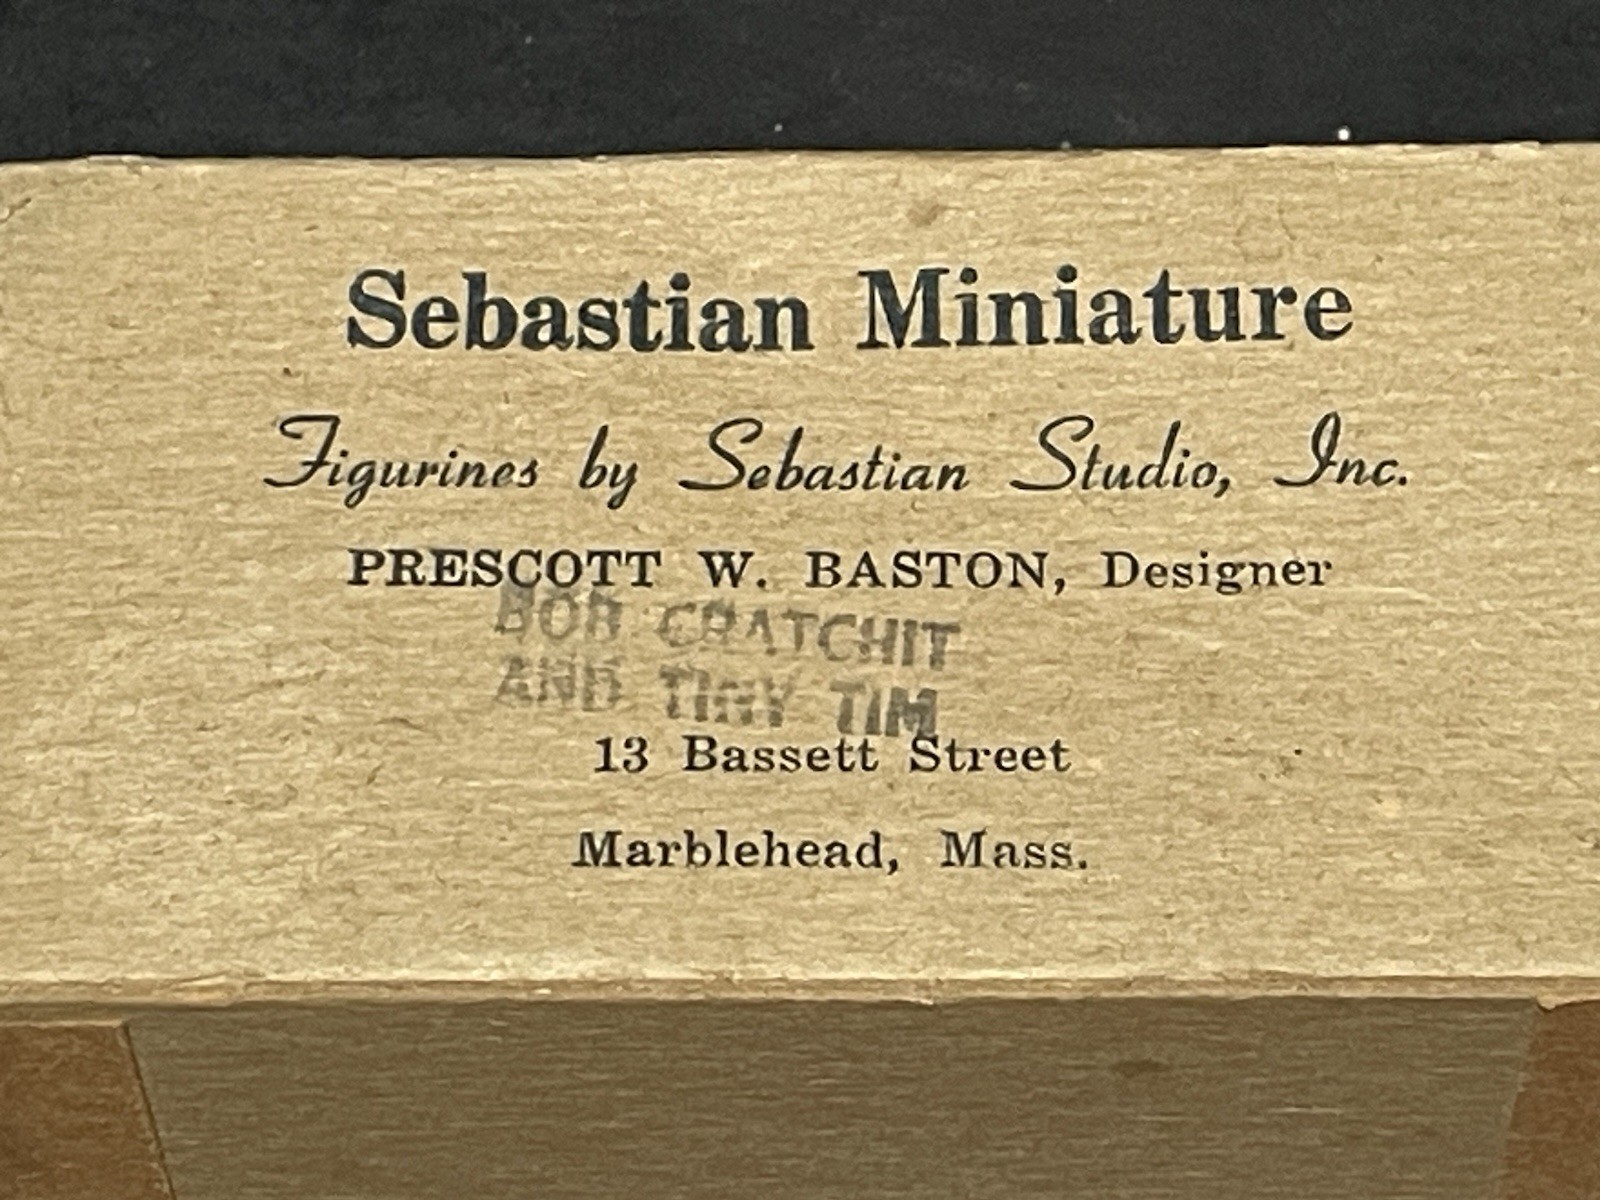 Sebastian Miniature
Figurines by Sebastian Studio, Inc.
PRESCOTT W. BASTON, Designer
BOB CRATCHIT
AND TINY TIM
13 Bassett Street
Marblehead, Mass.